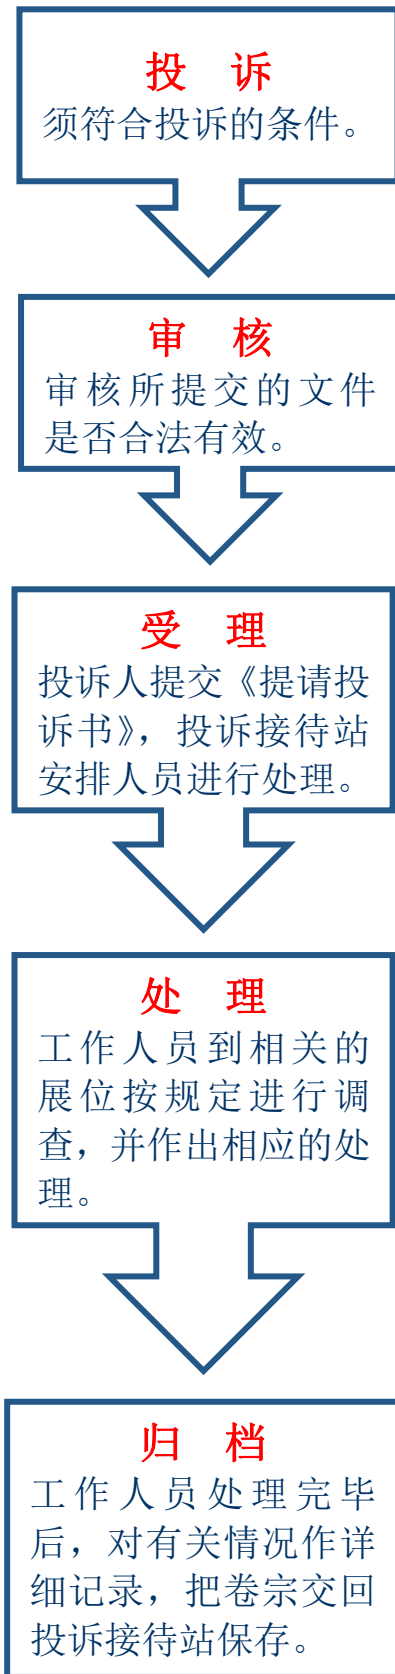 投 诉
须符合投诉的条件。
审 核
审核所提交的文件
是否合法有效。
受 理
投诉人提交《提请投
诉书》，投诉接待站
安排人员进行处理。
处 理
工作人员到相关的
展位按规定进行调
查，并作出相应的处
理。
归 档
工作人员处理完毕
后，对有关情况作详
细记录，把卷宗交回
投诉接待站保存。